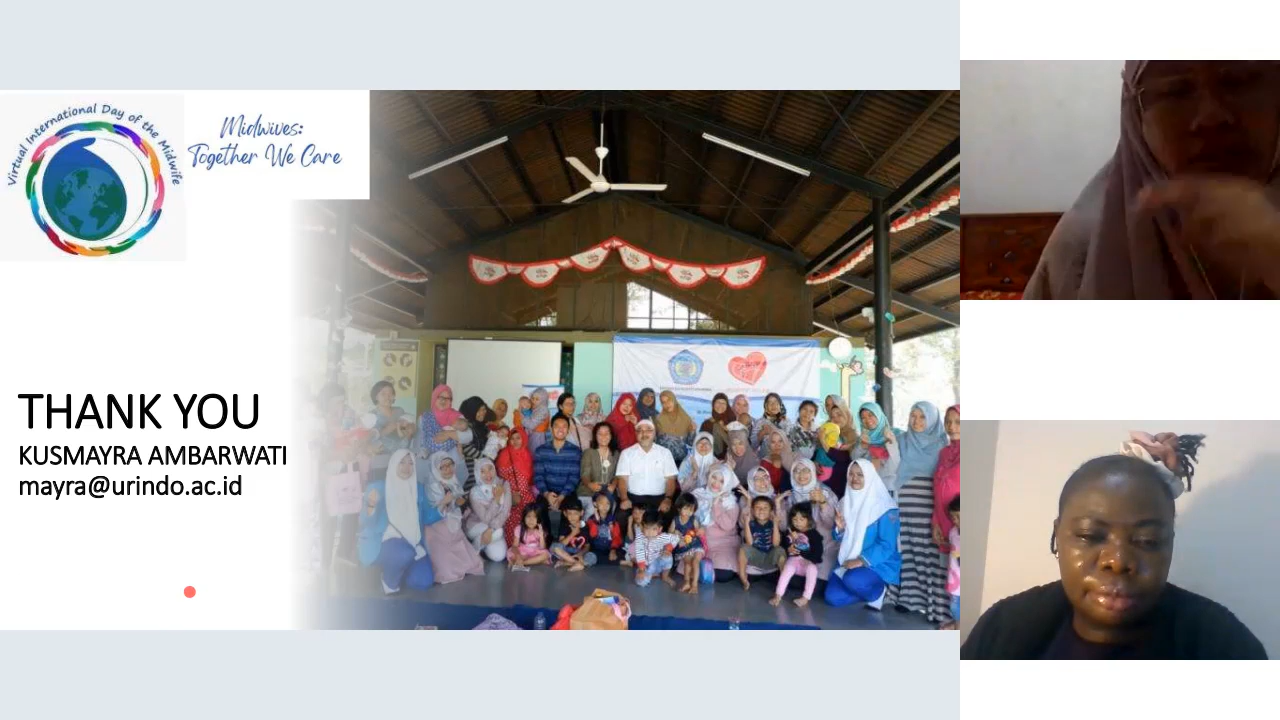 Virtual International Day of the Midwife
Midwives:
Together We Care
THANK YOU
KUSMAYRA AMBARWATI
mayra@urindo.ac.id